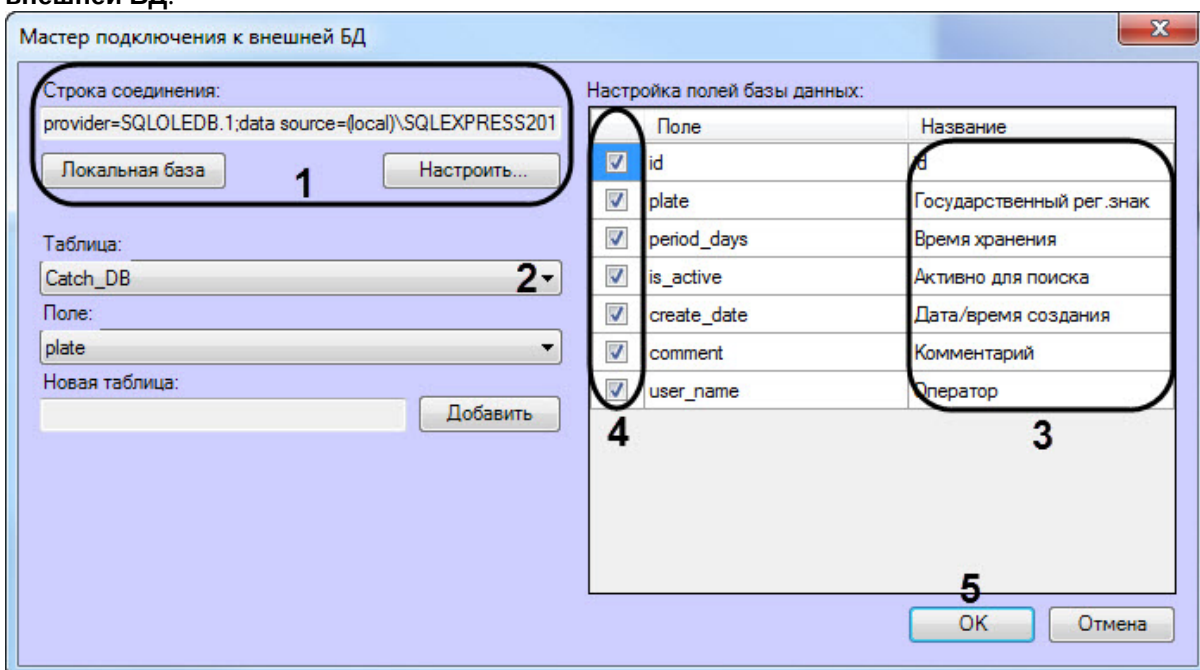 внешней БД.
Мастер подключения к внешней БД
Строка соединения:
provider=SQLOLEDB.1;data source=(local)\SQLEXPRESS201
Локальная база
1
Настроить...
Таблица:
Catch_DB
2
Поле:
plate
Новая таблица:
Добавить
Настройка полей базы данных:
Поле Название
id id
plate Государственный рег.знак
period_days Время хранения
is_active Активно для поиска
create_date Дата/время создания
comment Комментарий
user_name Оператор
4
3
5
OK
Отмена